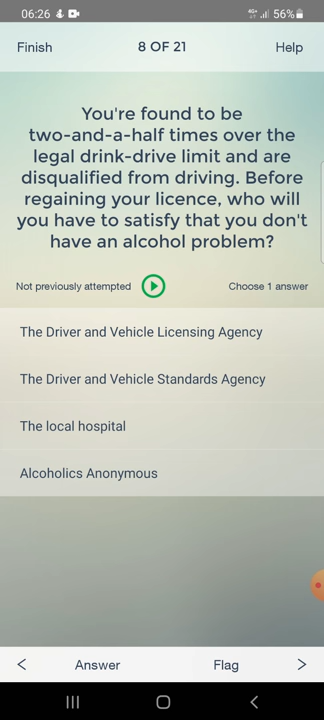 06:26 4G+ 56%
Finish 8 OF 21 Help
You're found to be
two-and-a-half times over the
legal drink-drive limit and are
disqualified from driving. Before
regaining your licence, who will
you have to satisfy that you don't
have an alcohol problem?
Not previously attempted Choose 1 answer
The Driver and Vehicle Licensing Agency
The Driver and Vehicle Standards Agency
The local hospital
Alcoholics Anonymous
< Answer Flag >